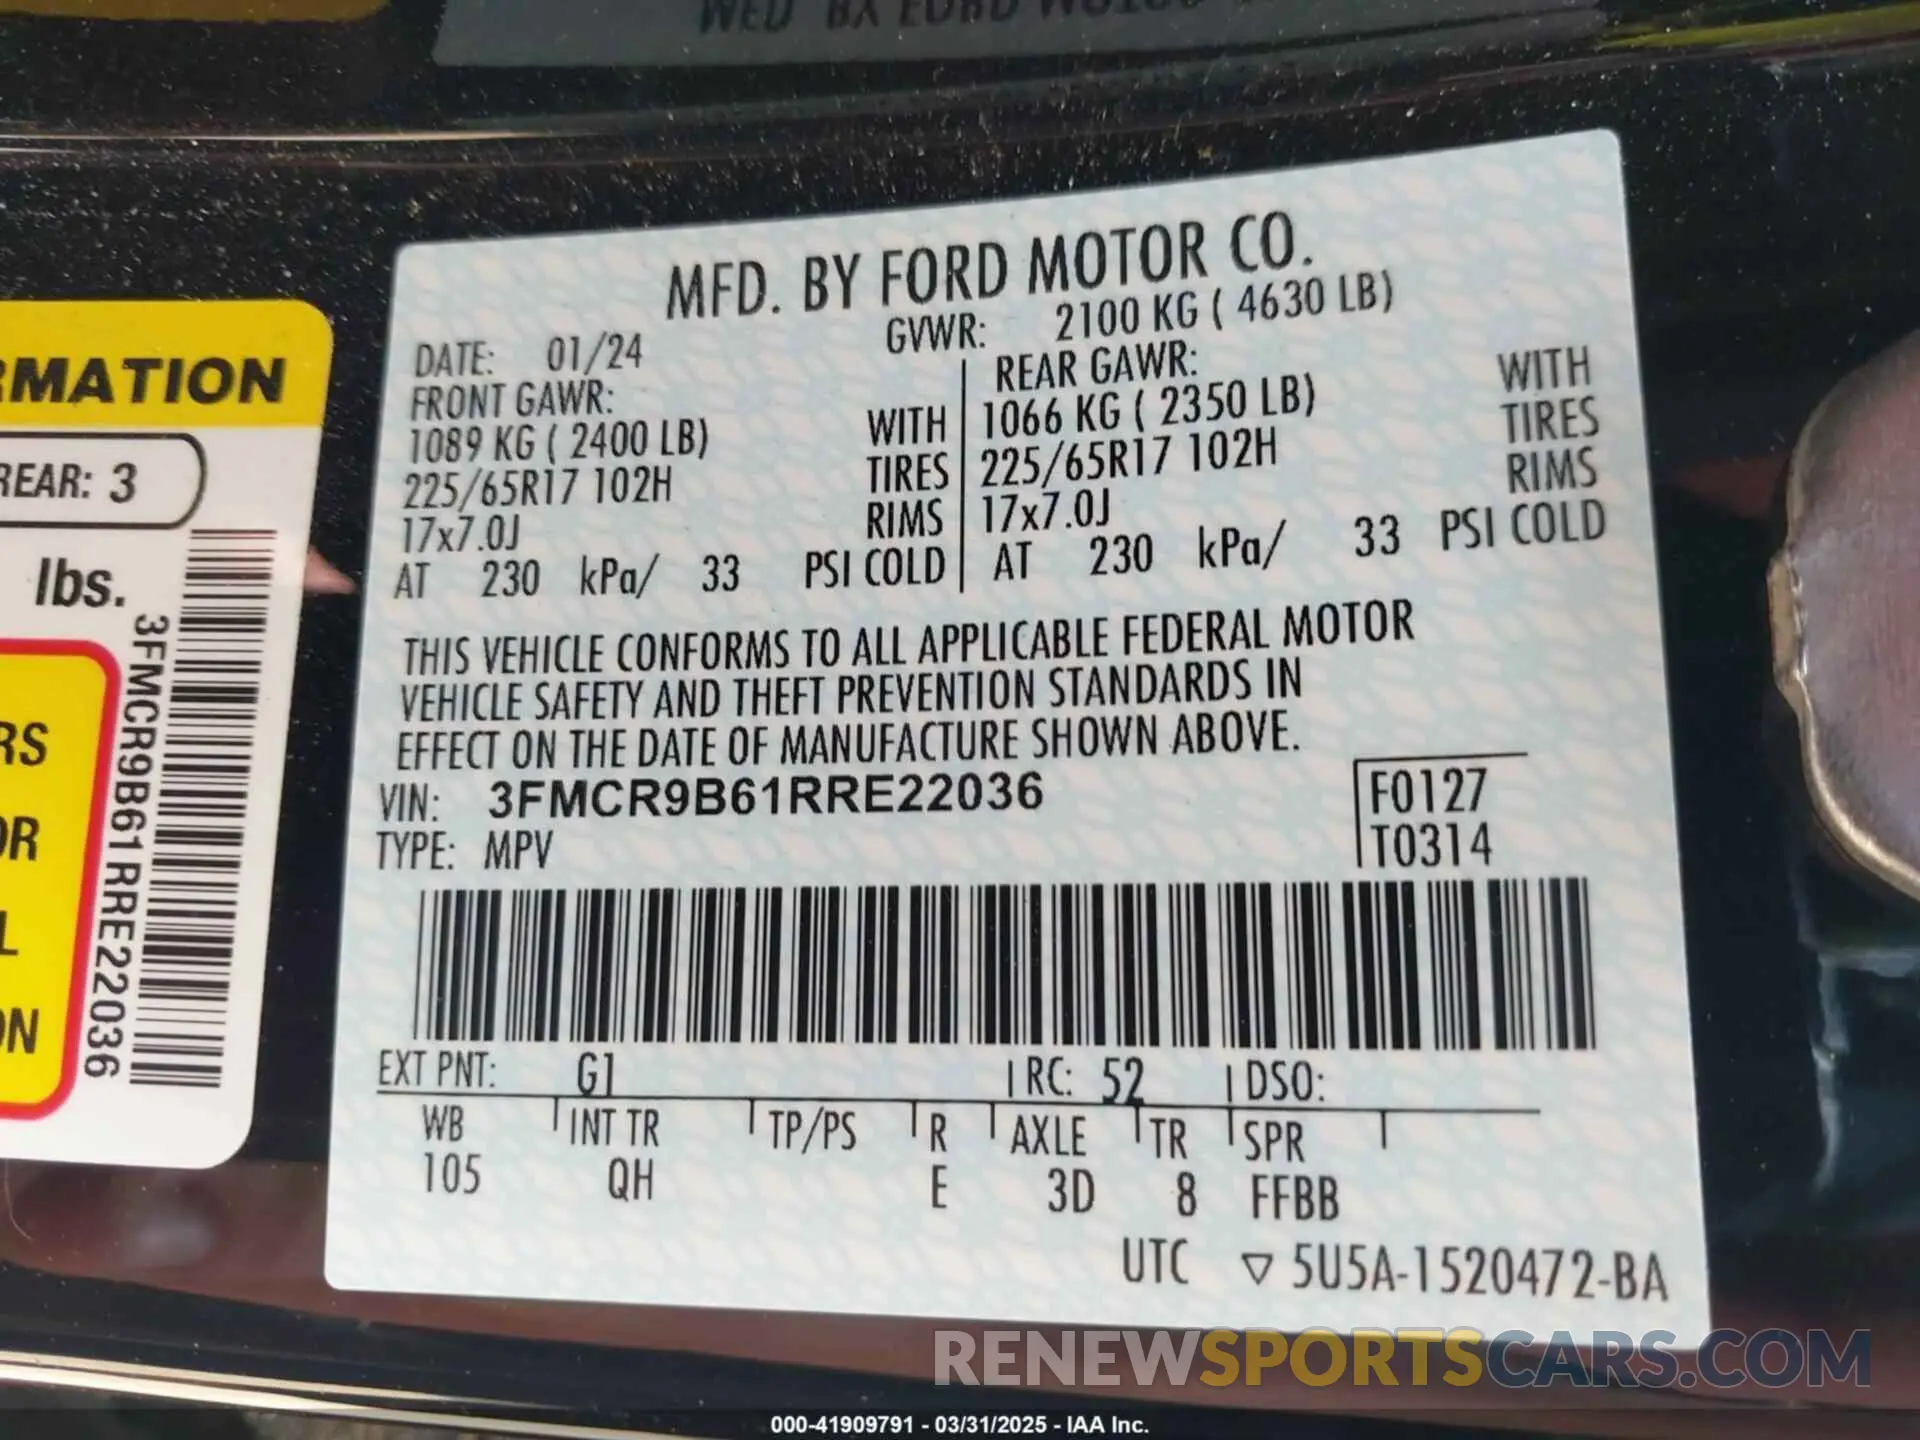 MFD. BY FORD MOTOR CO.
DATE: 01/24
GVWR: 2100 KG ( 4630 LB)
FRONT GAWR:
1089 KG ( 2400 LB) WITH
225/65R17 102H TIRES
17x7.0J RIMS
AT 230 kPa/ 33 PSI COLD
REAR GAWR: WITH
1066 KG ( 2350 LB) TIRES
225/65R17 102H RIMS
17x7.0J
AT 230 kPa/ 33 PSI COLD
THIS VEHICLE CONFORMS TO ALL APPLICABLE FEDERAL MOTOR
VEHICLE SAFETY AND THEFT PREVENTION STANDARDS IN
EFFECT ON THE DATE OF MANUFACTURE SHOWN ABOVE.
VIN: 3FMCR9B61RRE22036
F0127
TYPE: MPV
T0314
EXT PNT: G1 RC: 52 DSO:
WB INT TR TP/PS R AXLE TR SPR
105 QH E 3D 8 FFBB
UTC ▽ 5U5A-1520472-BA
RMATION
REAR: 3
lbs.
3FMCR9B61RRE22036
RS
OR
L
ON
RENEWSPORTSCARS.COM
000-41909791 - 03/31/2025 - IAA Inc.